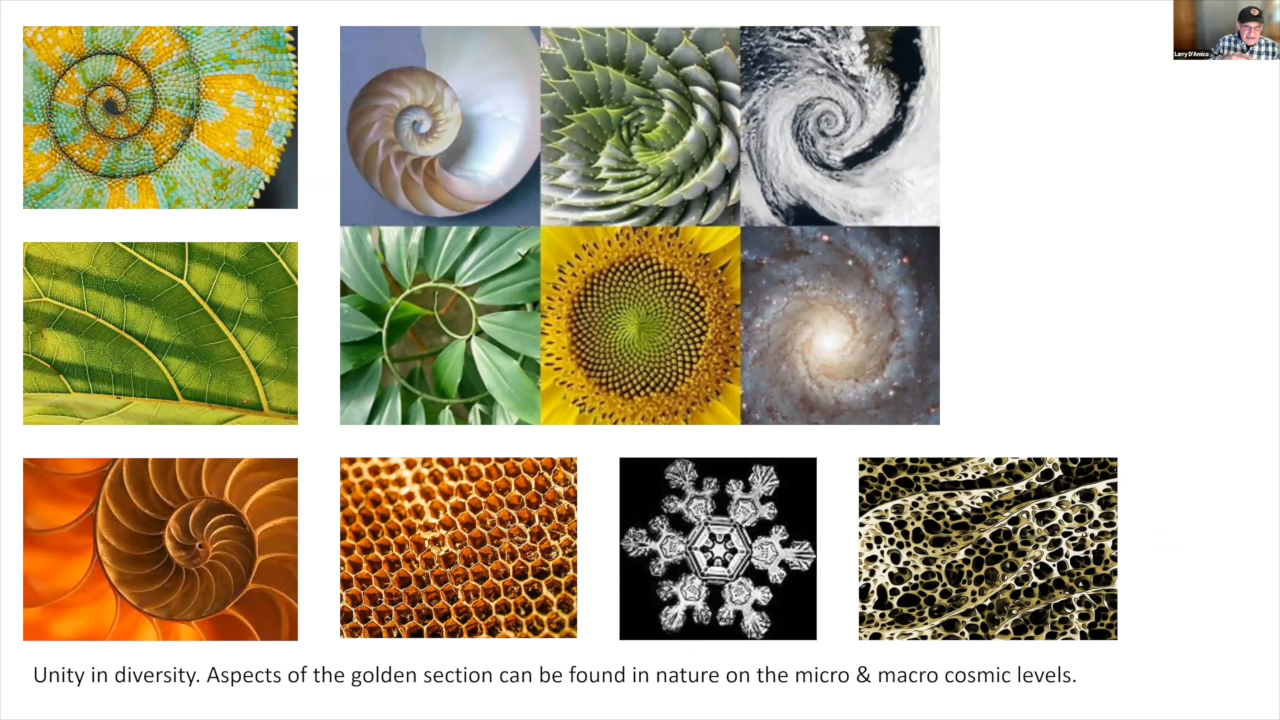 Larry D'Amico
Unity in diversity. Aspects of the golden section can be found in nature on the micro & macro cosmic levels.